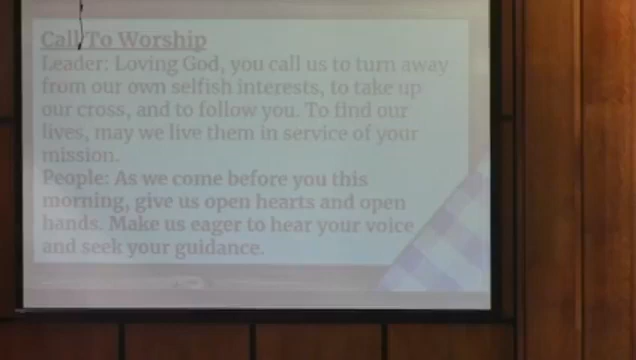 Call To Worship
Leader: Loving God, you call us to turn away
from our own selfish interests, to take up
our cross, and to follow you. To find our
lives, may we live them in service of your
mission.
People: As we come before you this
morning, give us open hearts and open
hands. Make us eager to hear your voice
and seek your guidance.